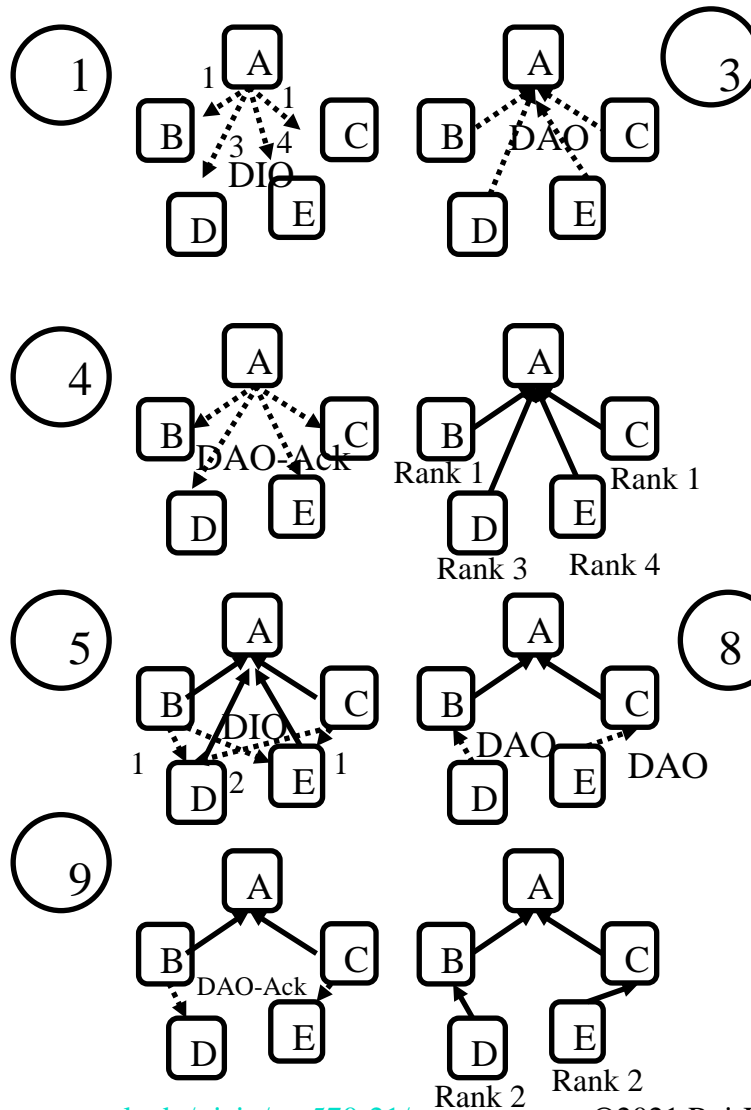 1 A 1 1 B C 3 4 DIO D E
A 3 B DAO C D E
4 A B C DAO-Ack D E
A B C Rank 1 Rank 1 D E Rank 3 Rank 4
5 A B C DIO 1 D 2 E 1
A 8 B C DAO D E DAO
9 A B C DAO-Ack D E
A B C D E Rank 2 Rank 2